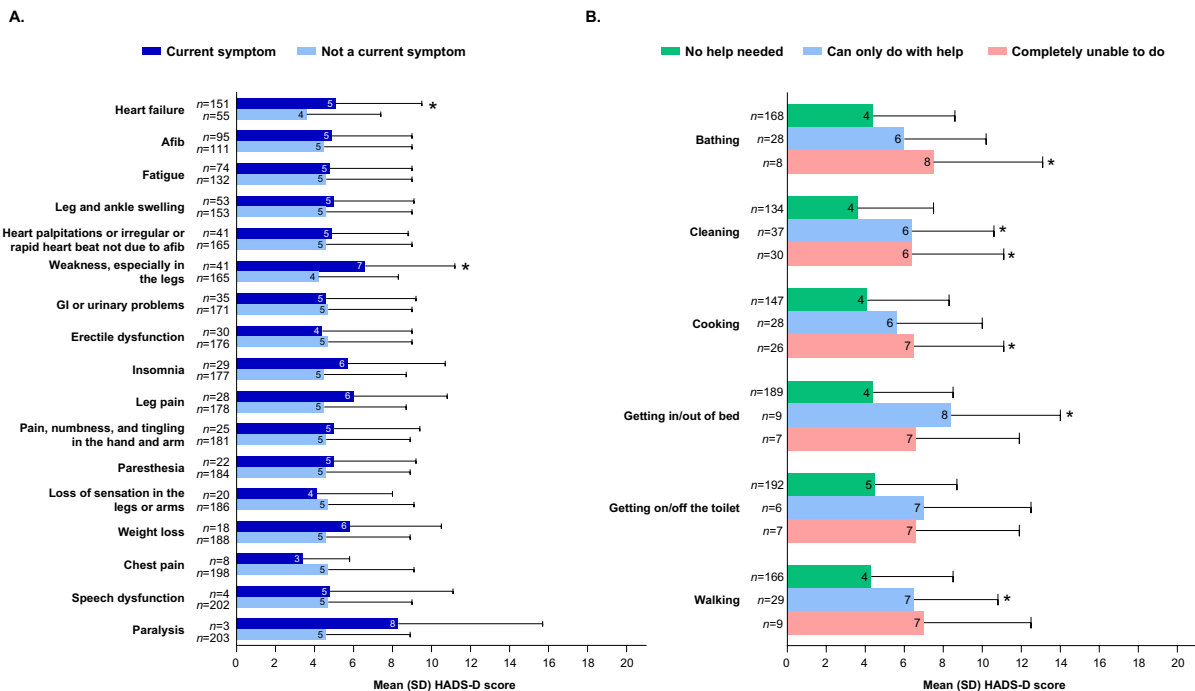 A.
Current symptom
Not a current symptom
Heart failure
n=151
n=55
5
4
*
Afib
n=95
n=111
5
5
Fatigue
n=74
n=132
5
5
Leg and ankle swelling
n=53
n=153
5
5
Heart palpitations or irregular or
rapid heart beat not due to afib
n=41
n=165
5
5
Weakness, especially in
the legs
n=41
n=165
7
4
*
GI or urinary problems
n=35
n=171
5
5
Erectile dysfunction
n=30
n=176
4
5
Insomnia
n=29
n=177
6
5
Leg pain
n=28
n=178
6
5
Pain, numbness, and tingling
in the hand and arm
n=25
n=181
5
5
Paresthesia
n=22
n=184
5
5
Loss of sensation in the
legs or arms
n=20
n=186
4
5
Weight loss
n=18
n=188
6
5
Chest pain
n=8
n=198
3
5
Speech dysfunction
n=4
n=202
5
5
Paralysis
n=3
n=203
8
5
0 2 4 6 8 10 12 14 16 18 20
Mean (SD) HADS-D score
B.
No help needed
Can only do with help
Completely unable to do
Bathing
n=168
n=28
n=8
4
6
8
*
Cleaning
n=134
n=37
n=30
4
6
*
6
*
Cooking
n=147
n=28
n=26
4
6
7
*
Getting in/out of bed
n=189
n=9
n=7
4
8
*
7
Getting on/off the toilet
n=192
n=6
n=7
5
7
7
Walking
n=166
n=29
n=9
4
7
*
7
0 2 4 6 8 10 12 14 16 18 20
Mean (SD) HADS-D score